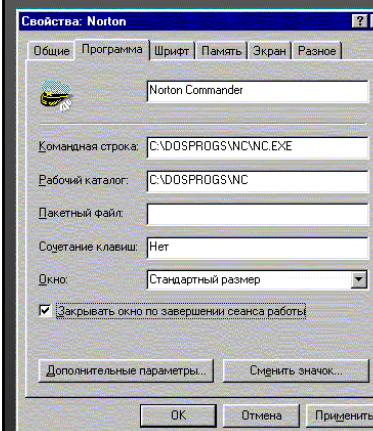 Свойства: Norton
Общие Программа Шрифт Память Экран Разное
Norton Commander
Командная строка: C:\DOSPROGS\NC\NC.EXE
Рабочий каталог: C:\DOSPROGS\NC
Пакетный файл:
Сочетание клавиш: Нет
Окно: Стандартный размер
Закрывать окно по завершении сеанса работы
Дополнительные параметры... Сменить значок...
OK Отмена Применить